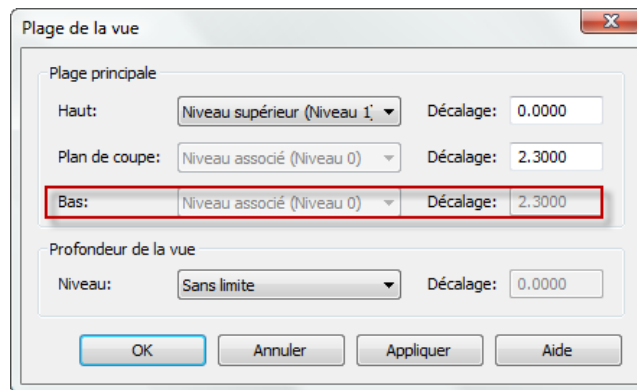 Plage de la vue
Plage principale
Haut: Niveau supérieur (Niveau 1) Décalage: 0.0000
Plan de coupe: Niveau associé (Niveau 0) Décalage: 2.3000
Bas: Niveau associé (Niveau 0) Décalage: 2.3000
Profondeur de la vue
Niveau: Sans limite Décalage: 0.0000
OK Annuler Appliquer Aide